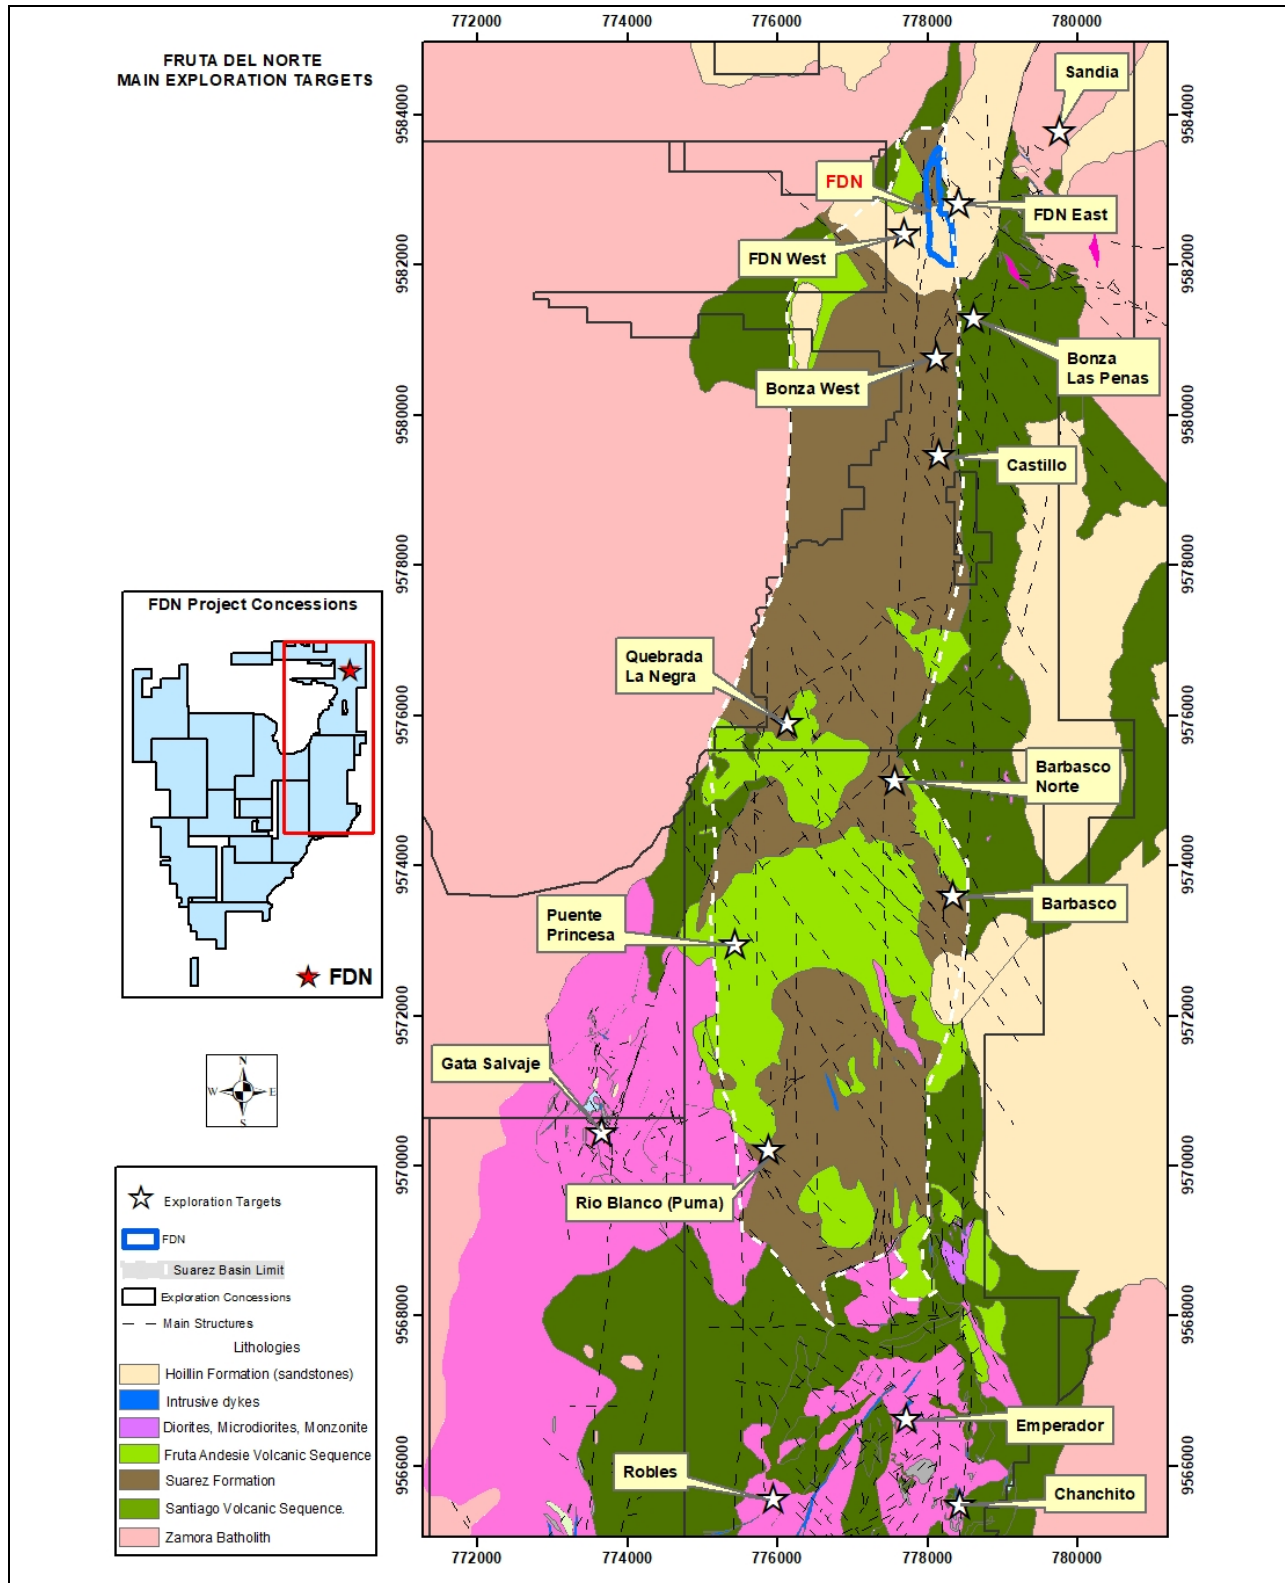 FRUTA DEL NORTE
MAIN EXPLORATION TARGETS
772000
774000
776000
778000
780000
9584000
9582000
9580000
9578000
9576000
9574000
9572000
9570000
9568000
9566000
9584000
9582000
9580000
9578000
9576000
9574000
9572000
9570000
9568000
9566000
Sandia
FDN
FDN East
FDN West
Bonza
Las Penas
Bonza West
Castillo
Quebrada
La Negra
Barbasco
Norte
Barbasco
Puente
Princesa
Gata Salvaje
Rio Blanco (Puma)
Emperador
Robles
Chanchito
FDN Project Concessions
FDN
N
W
E
S
Exploration Targets
FDN
Suarez Basin Limit
Exploration Concessions
Main Structures
Lithologies
Hoillin Formation (sandstones)
Intrusive dykes
Diorites, Microdiorites, Monzonite
Fruta Andesie Volcanic Sequence
Suarez Formation
Santiago Volcanic Sequence.
Zamora Batholith
772000
774000
776000
778000
780000